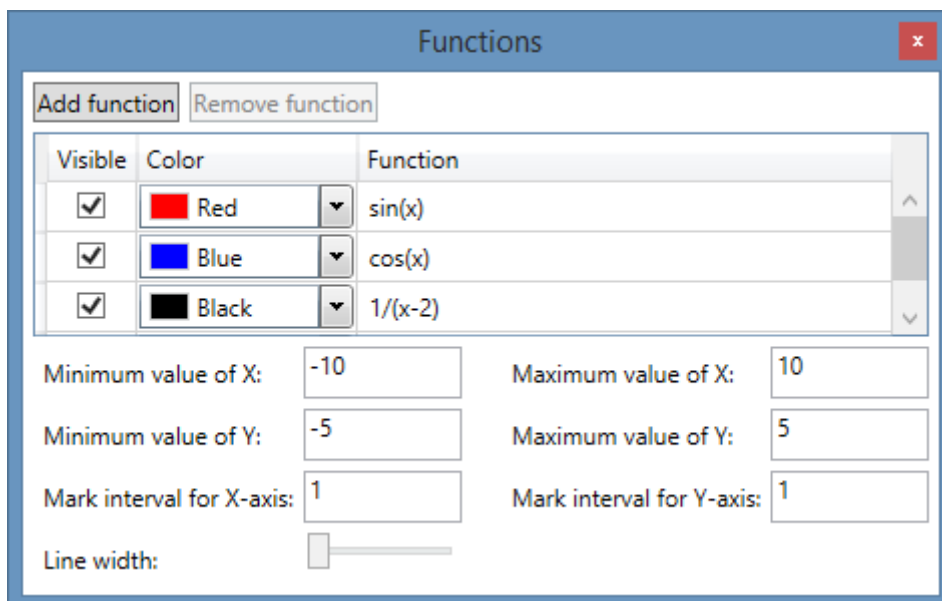 Functions
x
Add function Remove function
Visible Color Function
Red sin(x)
Blue cos(x)
Black 1/(x-2)
Minimum value of X: -10 Maximum value of X: 10
Minimum value of Y: -5 Maximum value of Y: 5
Mark interval for X-axis: 1 Mark interval for Y-axis: 1
Line width: